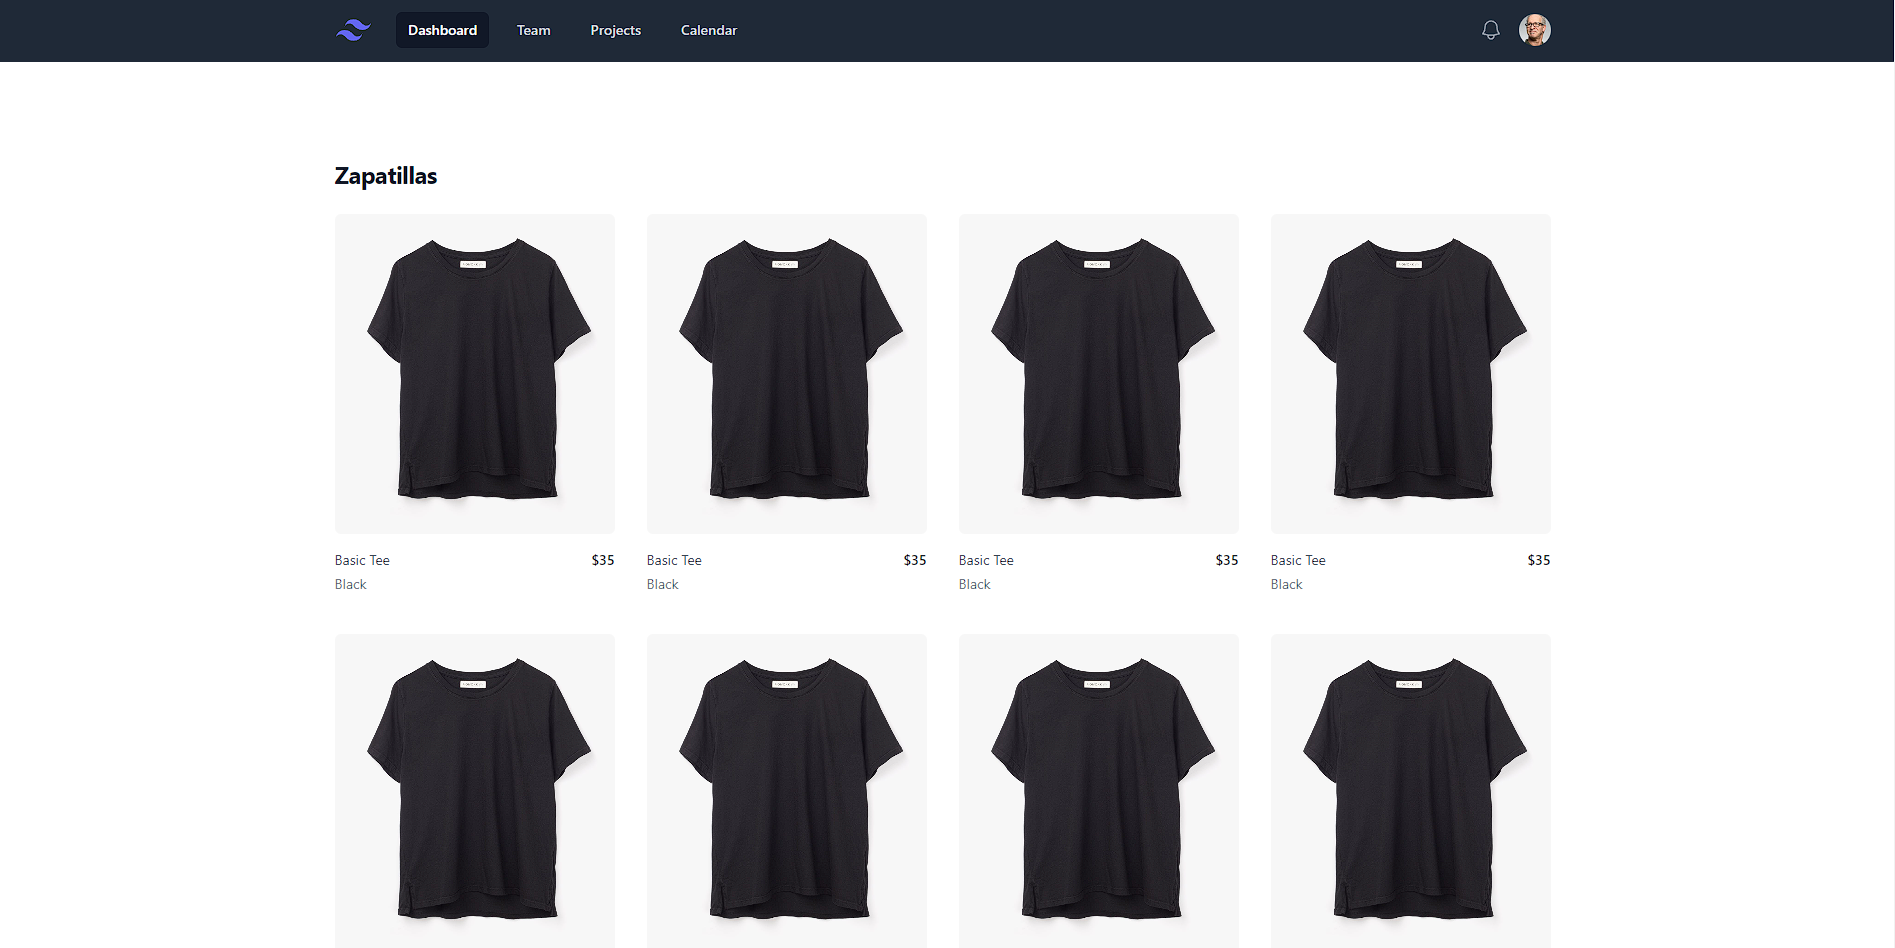 Dashboard Team Projects Calendar
Zapatillas
Basic Tee $35 Basic Tee $35 Basic Tee $35 Basic Tee $35
Black Black Black Black